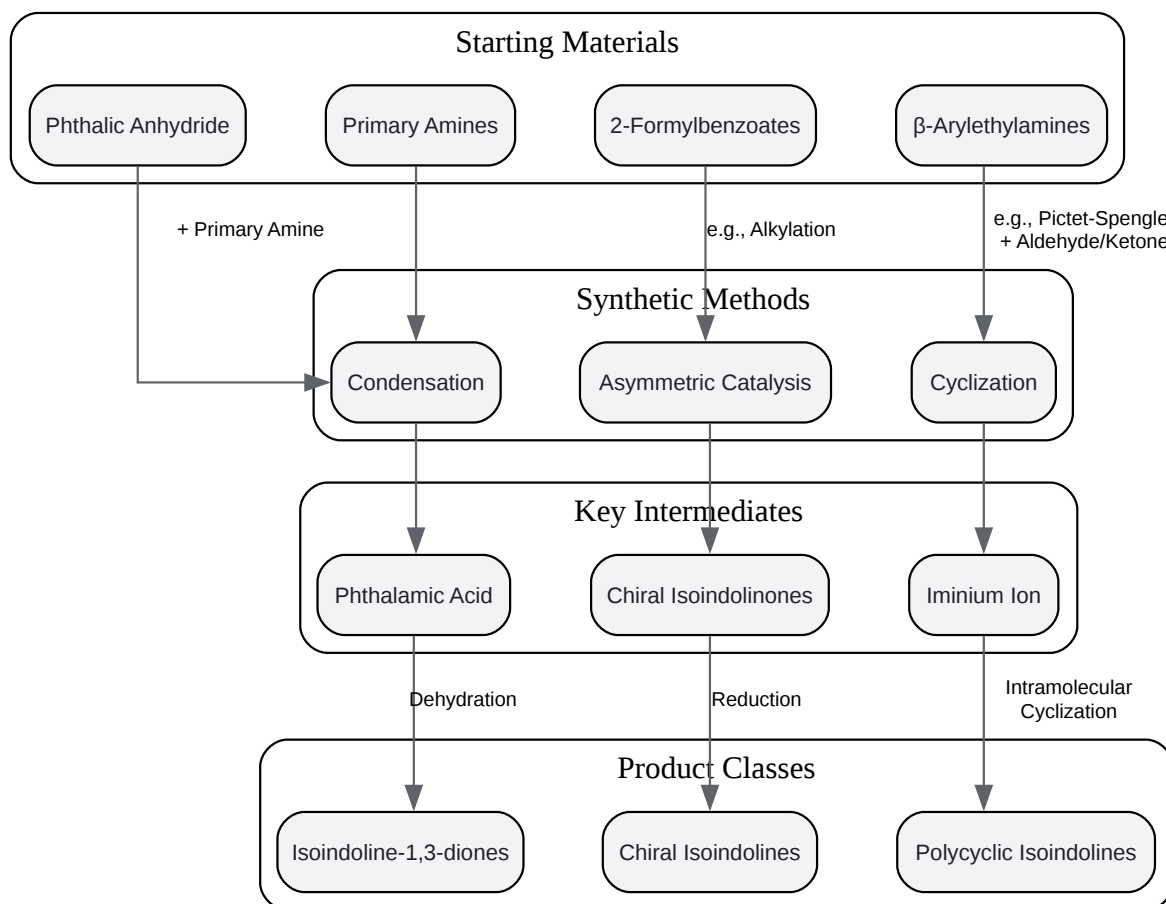 Starting Materials
Phthalic Anhydride
Primary Amines
2-Formylbenzoates
β-Arylethylamines
+ Primary Amine
e.g., Alkylation
e.g., Pictet-Spengle
+ Aldehyde/Ketone
Synthetic Methods
Condensation
Asymmetric Catalysis
Cyclization
Key Intermediates
Phthalamic Acid
Chiral Isoindolinones
Iminium Ion
Dehydration
Reduction
Intramolecular
Cyclization
Product Classes
Isoindoline-1,3-diones
Chiral Isoindolines
Polycyclic Isoindolines